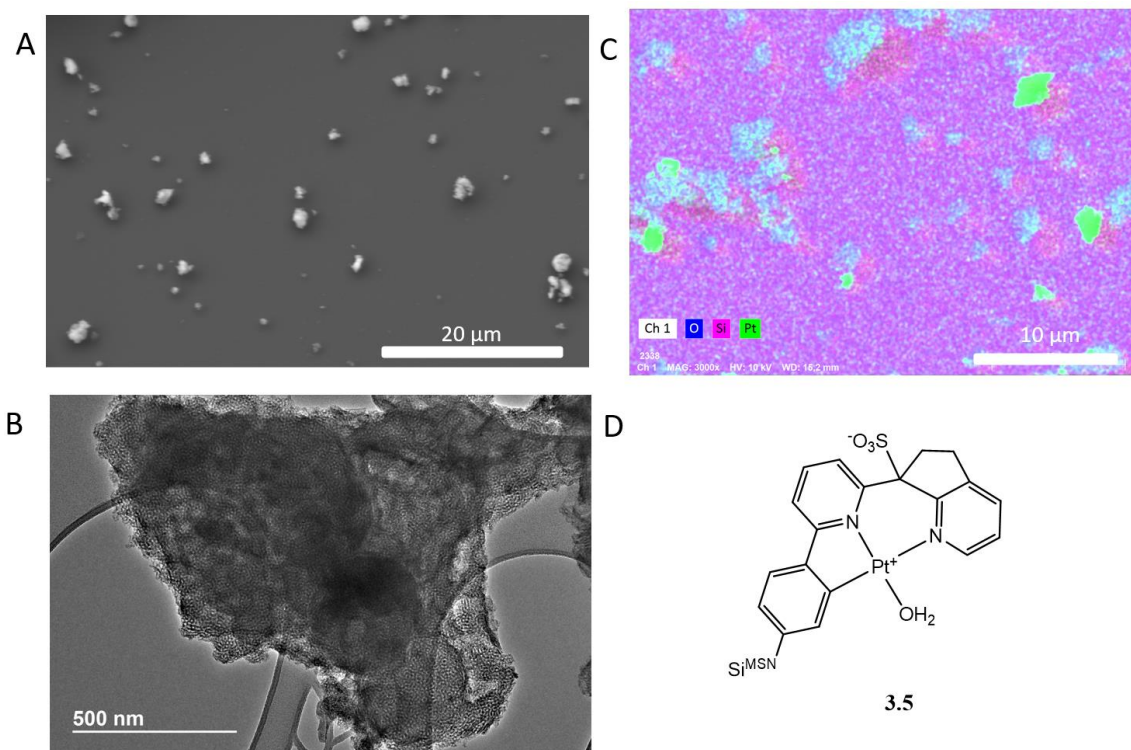 A
20 µm
C
Ch 1 O Si Pt
2338
Ch 1 MAG: 3000x HV: 10 kV WD: 16,2 mm
10 µm
B
500 nm
D
⁻O₃S
N
N
Pt⁺
OH₂
Siᴹˢᴺ
3.5